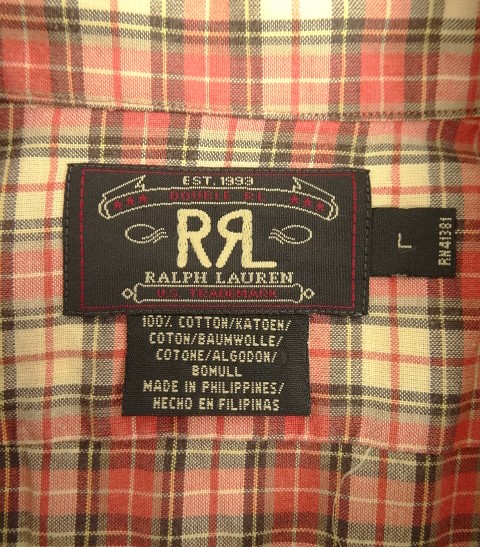 EST. 1993
DOUBLE RL
RRL
RALPH LAUREN
U.S. TRADEMARK
L
RN41381
100% COTTON/KATOEN/
COTON/BAUMWOLLE/
COTONE/ALGODON/
BOMULL
MADE IN PHILIPPINES/
HECHO EN FILIPINAS